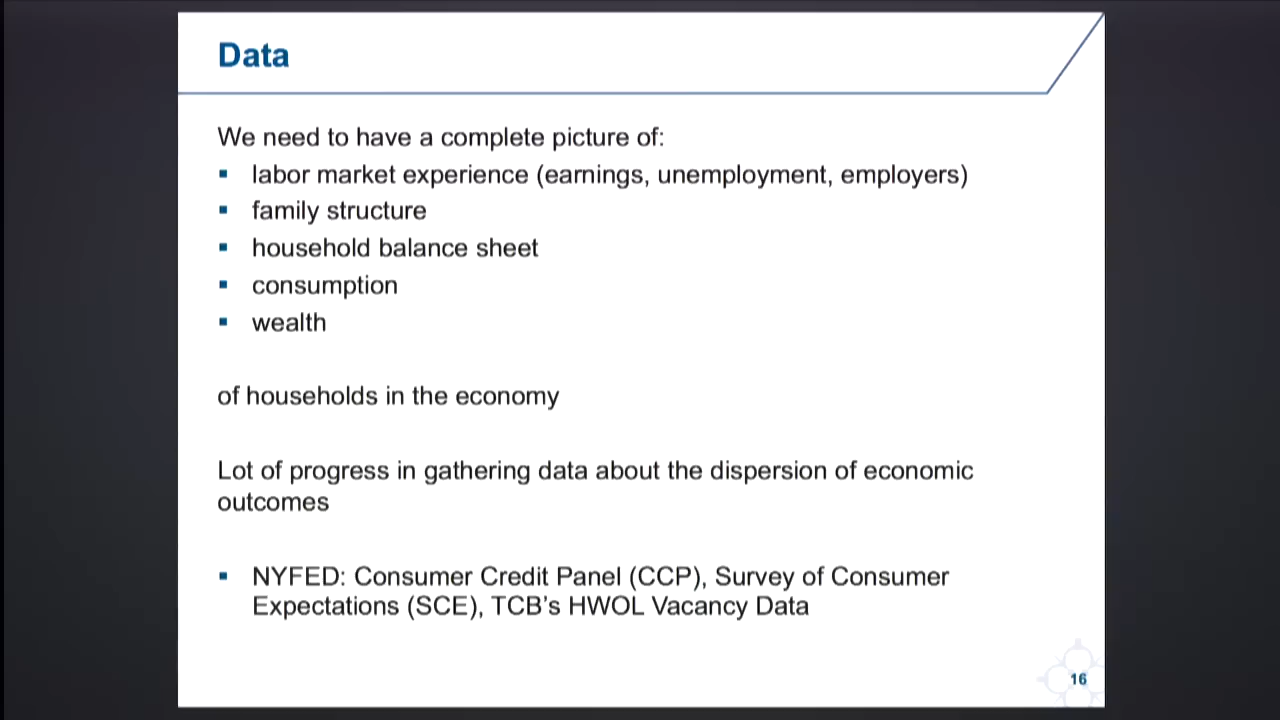 Data
We need to have a complete picture of:
▪ labor market experience (earnings, unemployment, employers)
▪ family structure
▪ household balance sheet
▪ consumption
▪ wealth
of households in the economy
Lot of progress in gathering data about the dispersion of economic
outcomes
▪ NYFED: Consumer Credit Panel (CCP), Survey of Consumer
Expectations (SCE), TCB's HWOL Vacancy Data
16